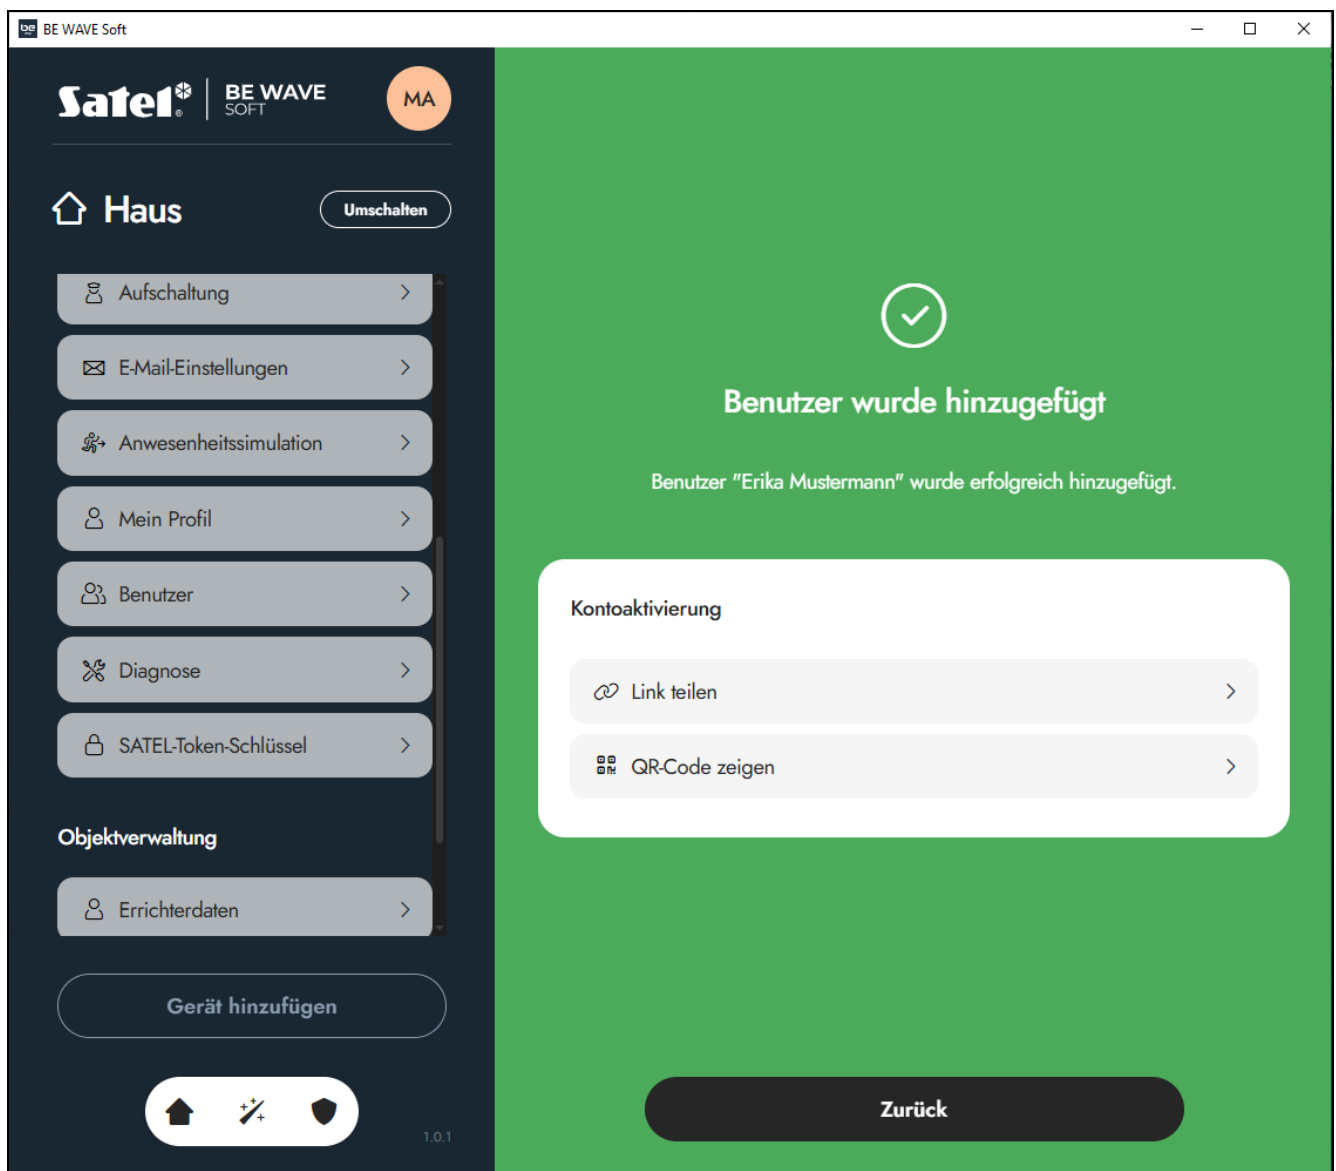 be
BE WAVE Soft
Satel®
BE WAVE
SOFT
MA
Haus
Umschalten
Aufschaltung
E-Mail-Einstellungen
Anwesenheitssimulation
Mein Profil
Benutzer
Diagnose
SATEL-Token-Schlüssel
Objektverwaltung
Errichterdaten
Gerät hinzufügen
1.0.1
Benutzer wurde hinzugefügt
Benutzer "Erika Mustermann" wurde erfolgreich hinzugefügt.
Kontoaktivierung
Link teilen
QR-Code zeigen
Zurück